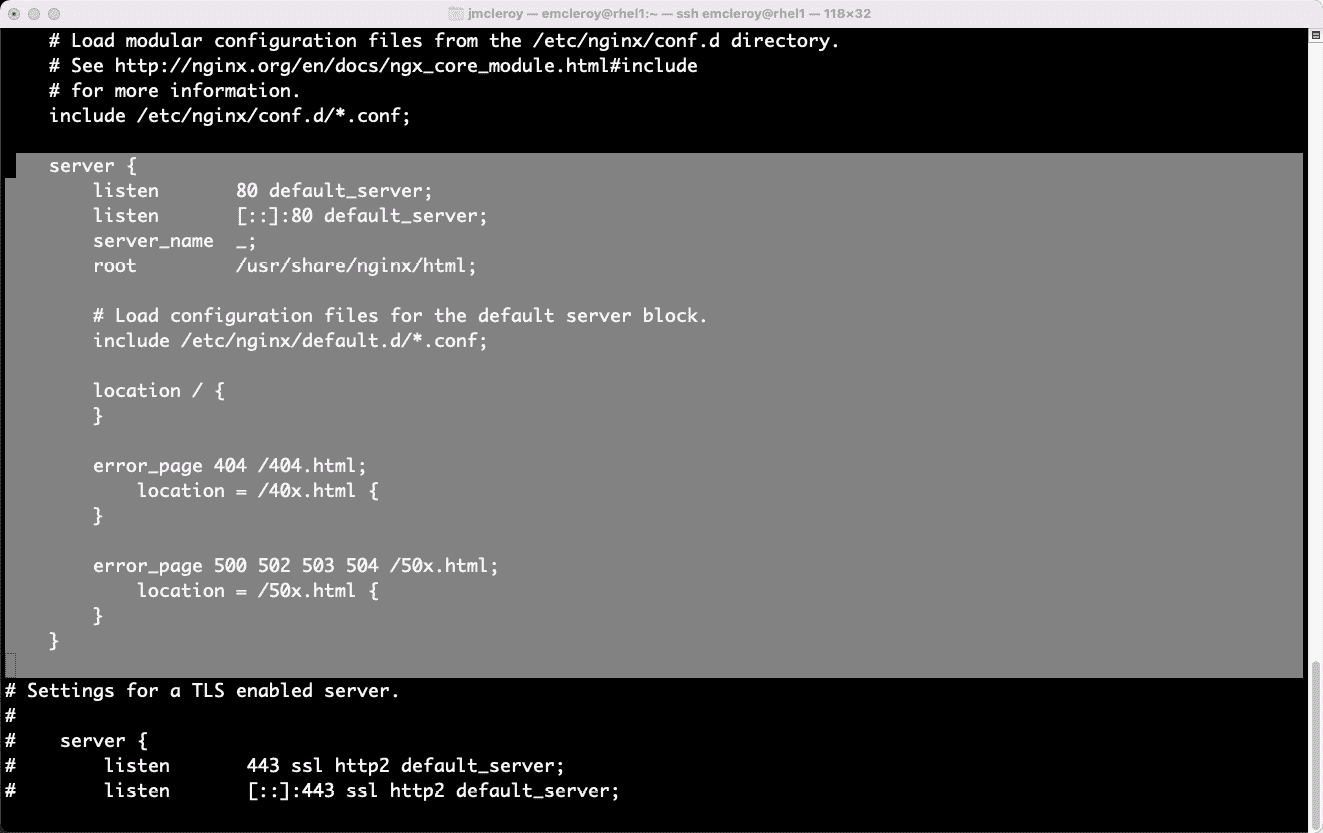 jmcleroy — emcleroy@rhel1:~ — ssh emcleroy@rhel1 — 118×32
    # Load modular configuration files from the /etc/nginx/conf.d directory.
    # See http://nginx.org/en/docs/ngx_core_module.html#include
    # for more information.
    include /etc/nginx/conf.d/*.conf;

    server {
        listen       80 default_server;
        listen       [::]:80 default_server;
        server_name  _;
        root         /usr/share/nginx/html;

        # Load configuration files for the default server block.
        include /etc/nginx/default.d/*.conf;

        location / {
        }

        error_page 404 /404.html;
            location = /40x.html {
        }

        error_page 500 502 503 504 /50x.html;
            location = /50x.html {
        }
    }

# Settings for a TLS enabled server.
#
#    server {
#        listen       443 ssl http2 default_server;
#        listen       [::]:443 ssl http2 default_server;